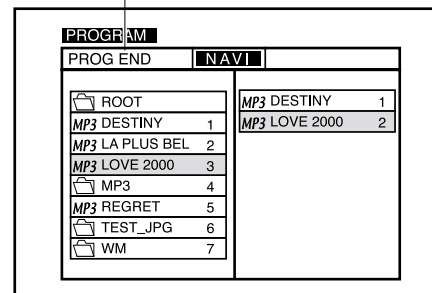 PROGRAM
PROG END NAVI
ROOT
MP3 DESTINY 1
MP3 LA PLUS BEL 2
MP3 LOVE 2000 3
MP3 4
MP3 REGRET 5
TEST_JPG 6
WM 7
MP3 DESTINY 1
MP3 LOVE 2000 2